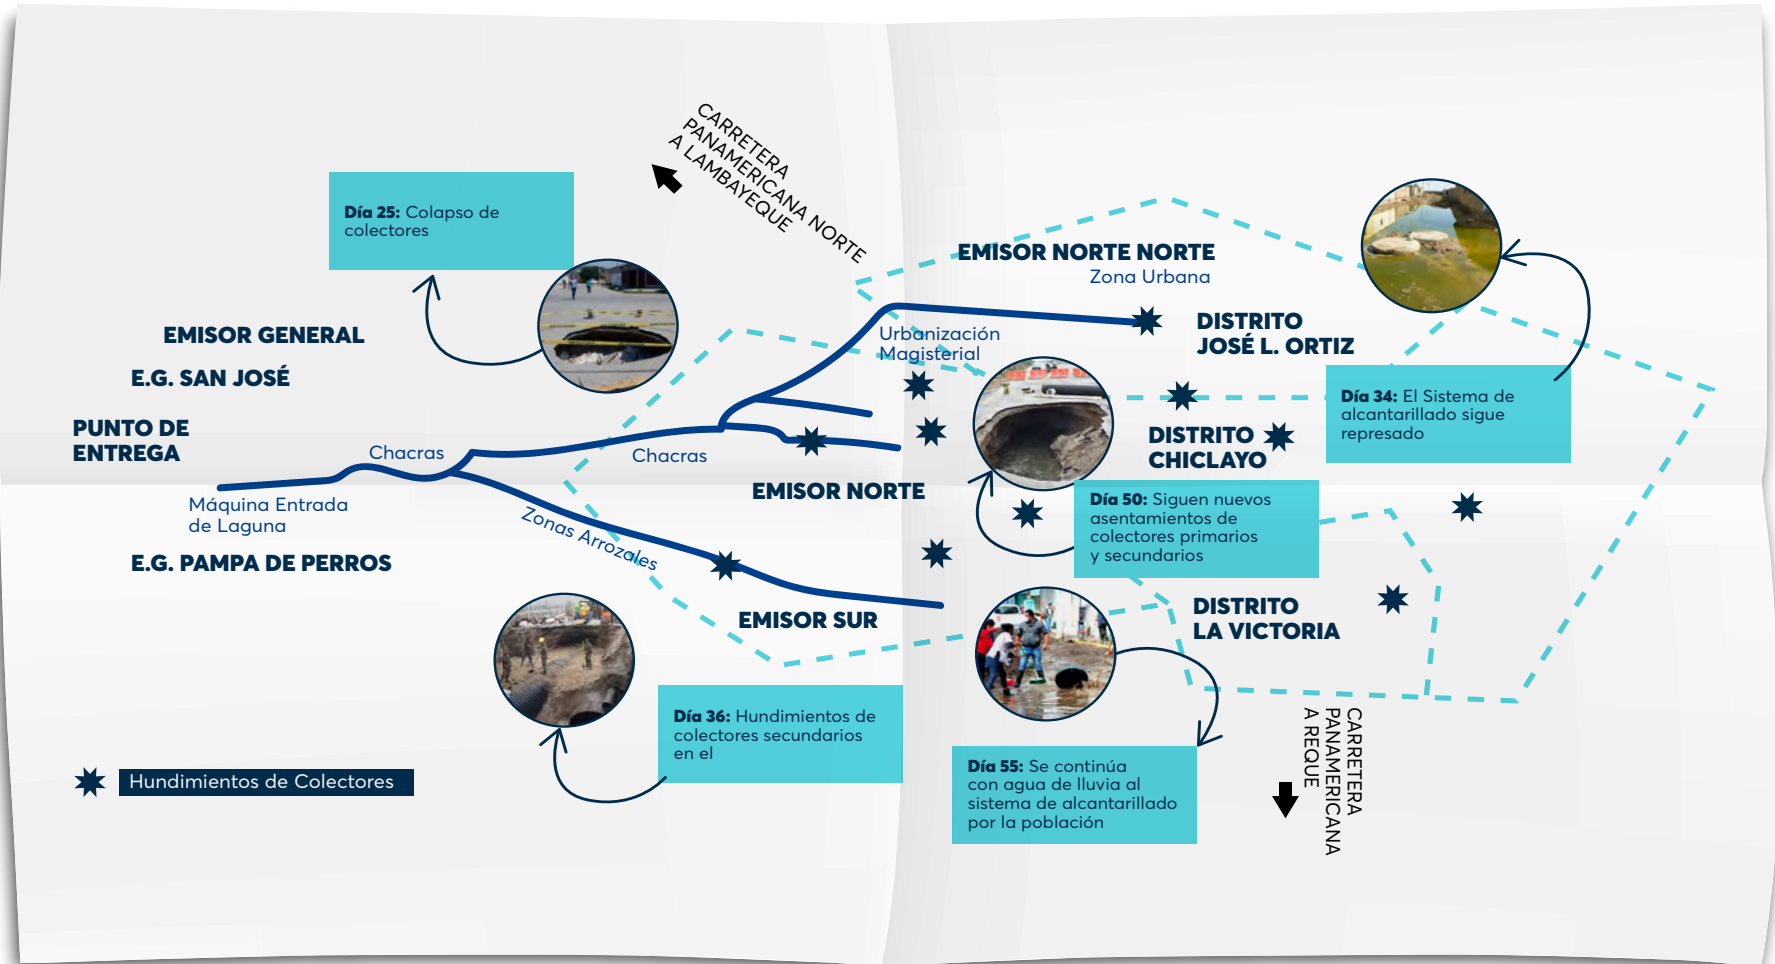 CARRETERA
PANAMERICANA NORTE
A LAMBAYEQUE
Día 25: Colapso de
colectores
EMISOR NORTE NORTE
Zona Urbana
EMISOR GENERAL
E.G. SAN JOSÉ
Urbanización
Magisterial
DISTRITO
JOSÉ L. ORTIZ
Día 34: El Sistema de
alcantarillado sigue
represado
PUNTO DE
ENTREGA
Chacras
Chacras
DISTRITO
CHICLAYO
EMISOR NORTE
Máquina Entrada
de Laguna
Zonas Arrozales
Día 50: Siguen nuevos
asentamientos de
colectores primarios
y secundarios
E.G. PAMPA DE PERROS
EMISOR SUR
DISTRITO
LA VICTORIA
Día 36: Hundimientos de
colectores secundarios
en el
Día 55: Se continúa
con agua de lluvia al
sistema de alcantarillado
por la población
CARRETERA
PANAMERICANA
A REQUE
Hundimientos de Colectores